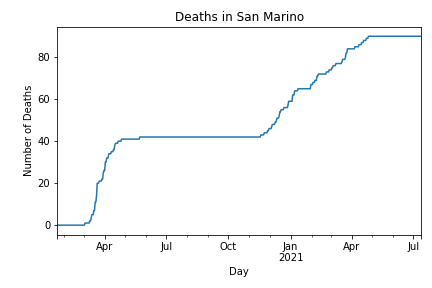 Deaths in San Marino
Number of Deaths
80
60
40
20
0
Apr
Jul
Oct
Jan
2021
Apr
Jul
Day